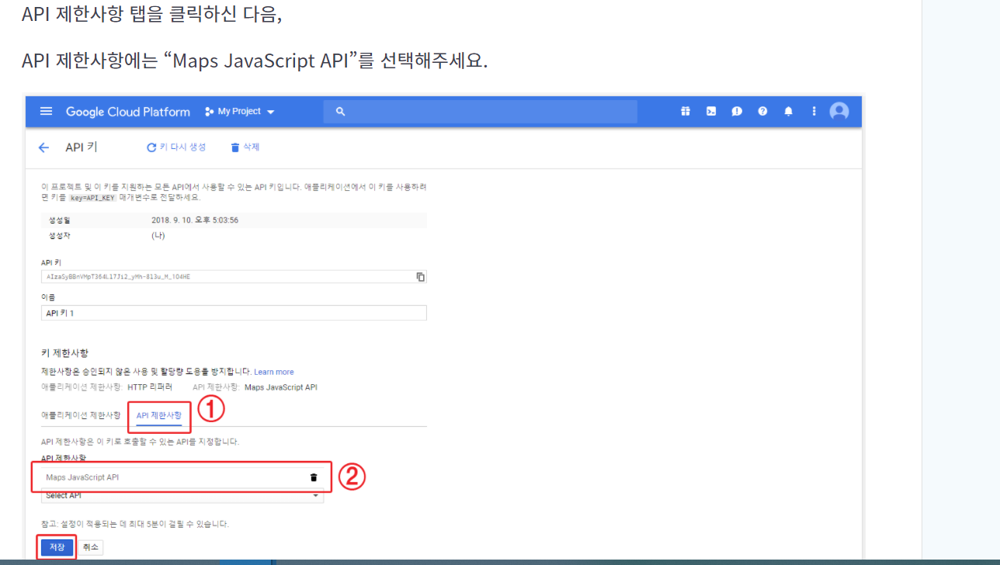 API 제한사항 탭을 클릭하신 다음,
API 제한사항에는 “Maps JavaScript API”를 선택해주세요.
Google Cloud Platform My Project
API 키 키 다시 생성 삭제
이 프로젝트 및 이 키를 지원하는 모든 API에서 사용할 수 있는 API 키입니다. 애플리케이션에서 이 키를 사용하려
면 키를 key=API_KEY 매개변수로 전달하세요.
생성일 2018. 9. 10. 오후 5:03:56
생성자 (나)
API 키
이름
API 키 1
키 제한사항
제한사항은 승인되지 않은 사용 및 할당량 도용를 방지합니다. Learn more
애플리케이션 제한사항: HTTP 리퍼러 API 제한사항: Maps JavaScript API
애플리케이션 제한사항 API 제한사항 ①
API 제한사항은 이 키로 호출할 수 있는 API를 지정합니다.
API 제한사항
Maps JavaScript API ②
Select API
참고: 설정이 적용되는 데 최대 5분이 걸릴 수 있습니다.
저장 취소